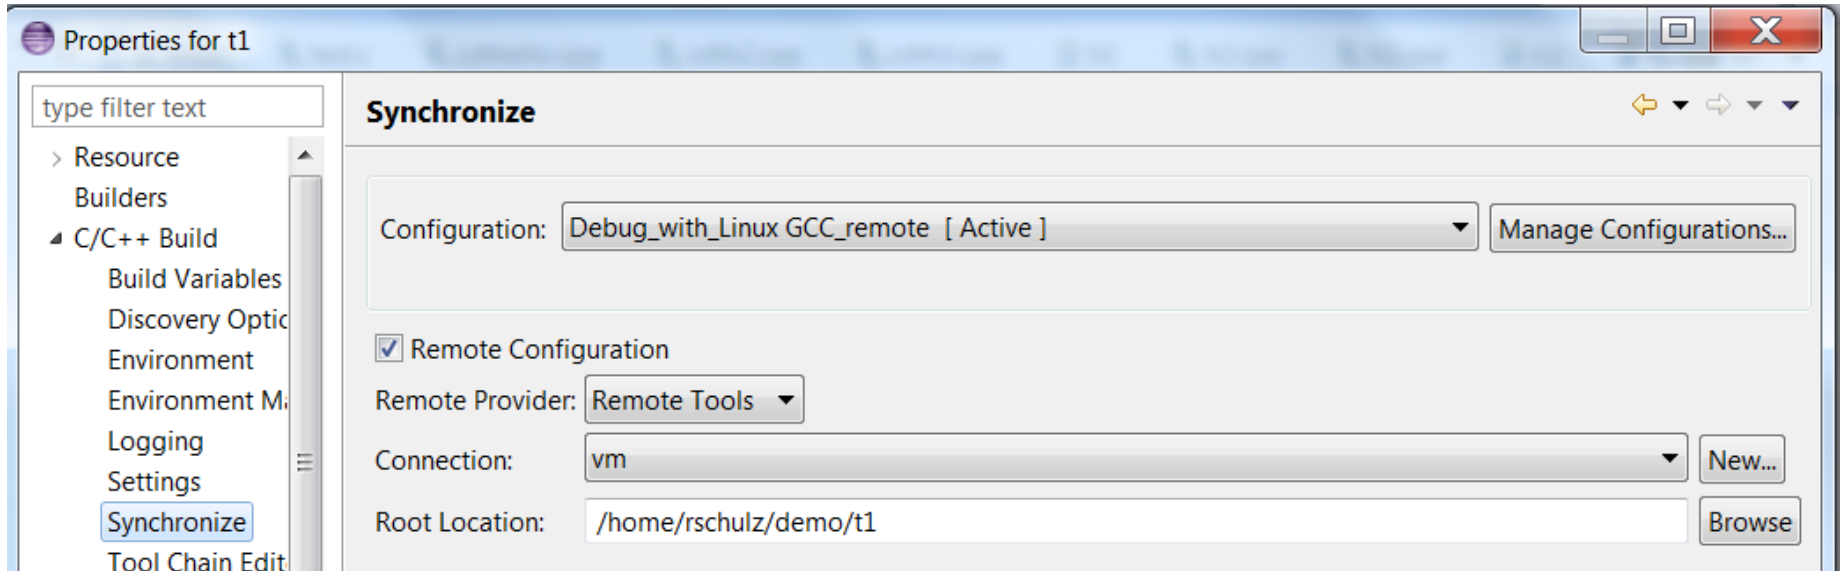 Properties for t1
type filter text
Resource
Builders
C/C++ Build
Build Variables
Discovery Optic
Environment
Environment Ma
Logging
Settings
Synchronize
Tool Chain Edit
Synchronize
Configuration: Debug_with_Linux GCC_remote [ Active ] Manage Configurations...
Remote Configuration
Remote Provider: Remote Tools
Connection: vm New...
Root Location: /home/rschulz/demo/t1 Browse